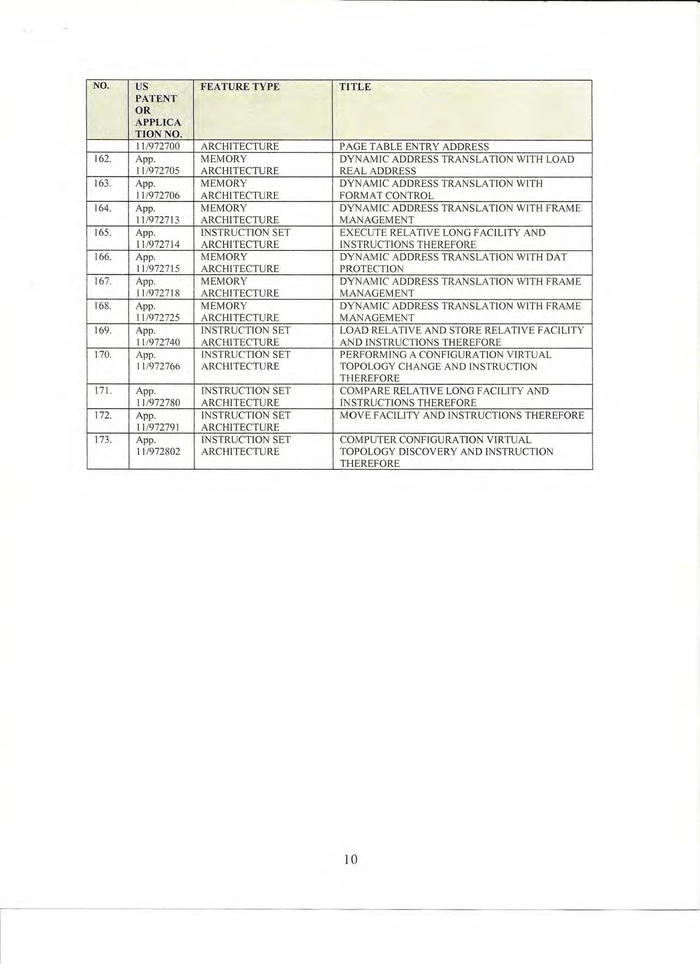 NO. US PATENT OR APPLICA TION NO. FEATURE TYPE TITLE
11/972700 ARCHITECTURE PAGE TABLE ENTRY ADDRESS
162. App. MEMORY DYNAMIC ADDRESS TRANSLATION WITH LOAD
11/972705 ARCHITECTURE REAL ADDRESS
163. App. MEMORY DYNAMIC ADDRESS TRANSLATION WITH
11/972706 ARCHITECTURE FORMAT CONTROL
164. App. MEMORY DYNAMIC ADDRESS TRANSLATION WITH FRAME
11/972713 ARCHITECTURE MANAGEMENT
165. App. INSTRUCTION SET EXECUTE RELATIVE LONG FACILITY AND
11/972714 ARCHITECTURE INSTRUCTIONS THEREFORE
166. App. MEMORY DYNAMIC ADDRESS TRANSLATION WITH DAT
11/972715 ARCHITECTURE PROTECTION
167. App. MEMORY DYNAMIC ADDRESS TRANSLATION WITH FRAME
11/972718 ARCHITECTURE MANAGEMENT
168. App. MEMORY DYNAMIC ADDRESS TRANSLATION WITH FRAME
11/972725 ARCHITECTURE MANAGEMENT
169. App. INSTRUCTION SET LOAD RELATIVE AND STORE RELATIVE FACILITY
11/972740 ARCHITECTURE AND INSTRUCTIONS THEREFORE
170. App. INSTRUCTION SET PERFORMING A CONFIGURATION VIRTUAL
11/972766 ARCHITECTURE TOPOLOGY CHANGE AND INSTRUCTION
THEREFORE
171. App. INSTRUCTION SET COMPARE RELATIVE LONG FACILITY AND
11/972780 ARCHITECTURE INSTRUCTIONS THEREFORE
172. App. INSTRUCTION SET MOVE FACILITY AND INSTRUCTIONS THEREFORE
11/972791 ARCHITECTURE
173. App. INSTRUCTION SET COMPUTER CONFIGURATION VIRTUAL
11/972802 ARCHITECTURE TOPOLOGY DISCOVERY AND INSTRUCTION
THEREFORE
10